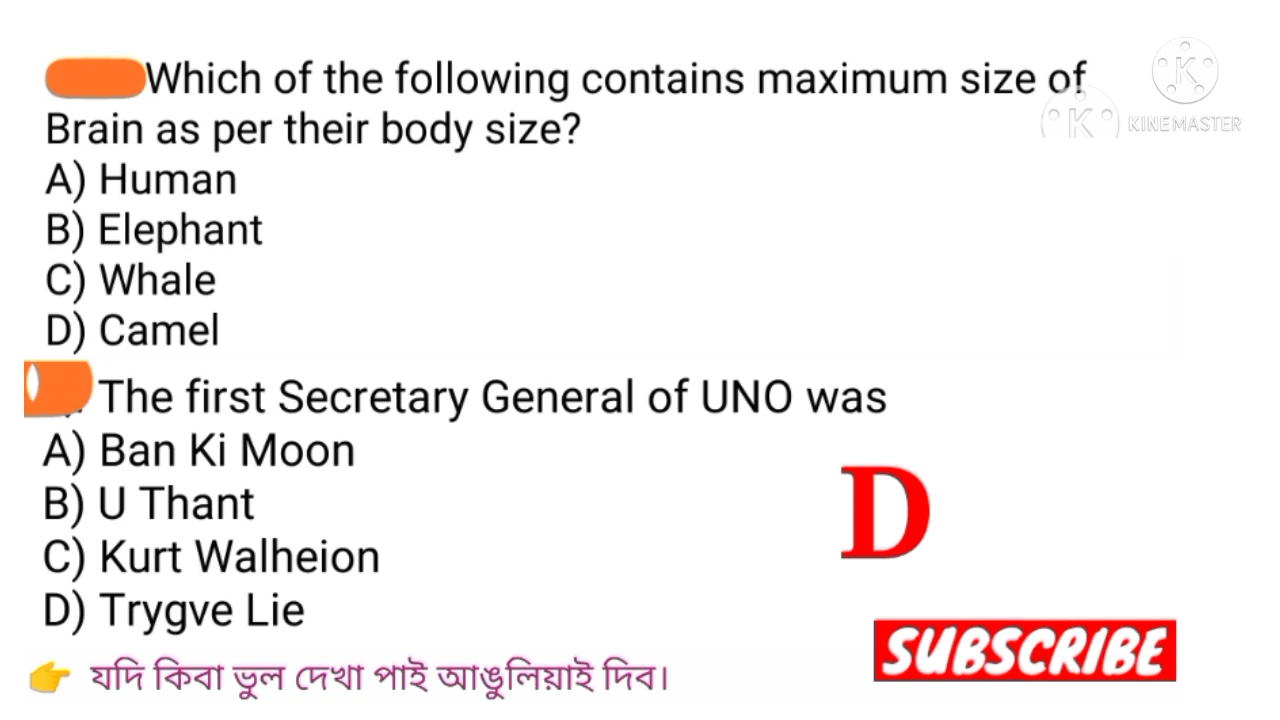 Which of the following contains maximum size of
Brain as per their body size?
A) Human
B) Elephant
C) Whale
D) Camel
The first Secretary General of UNO was
A) Ban Ki Moon
B) U Thant
C) Kurt Walheion
D) Trygve Lie
D
যদি কিবা ভুল দেখা পাই আঙুলিয়াই দিব।
SUBSCRIBE
K
K
KINEMASTER